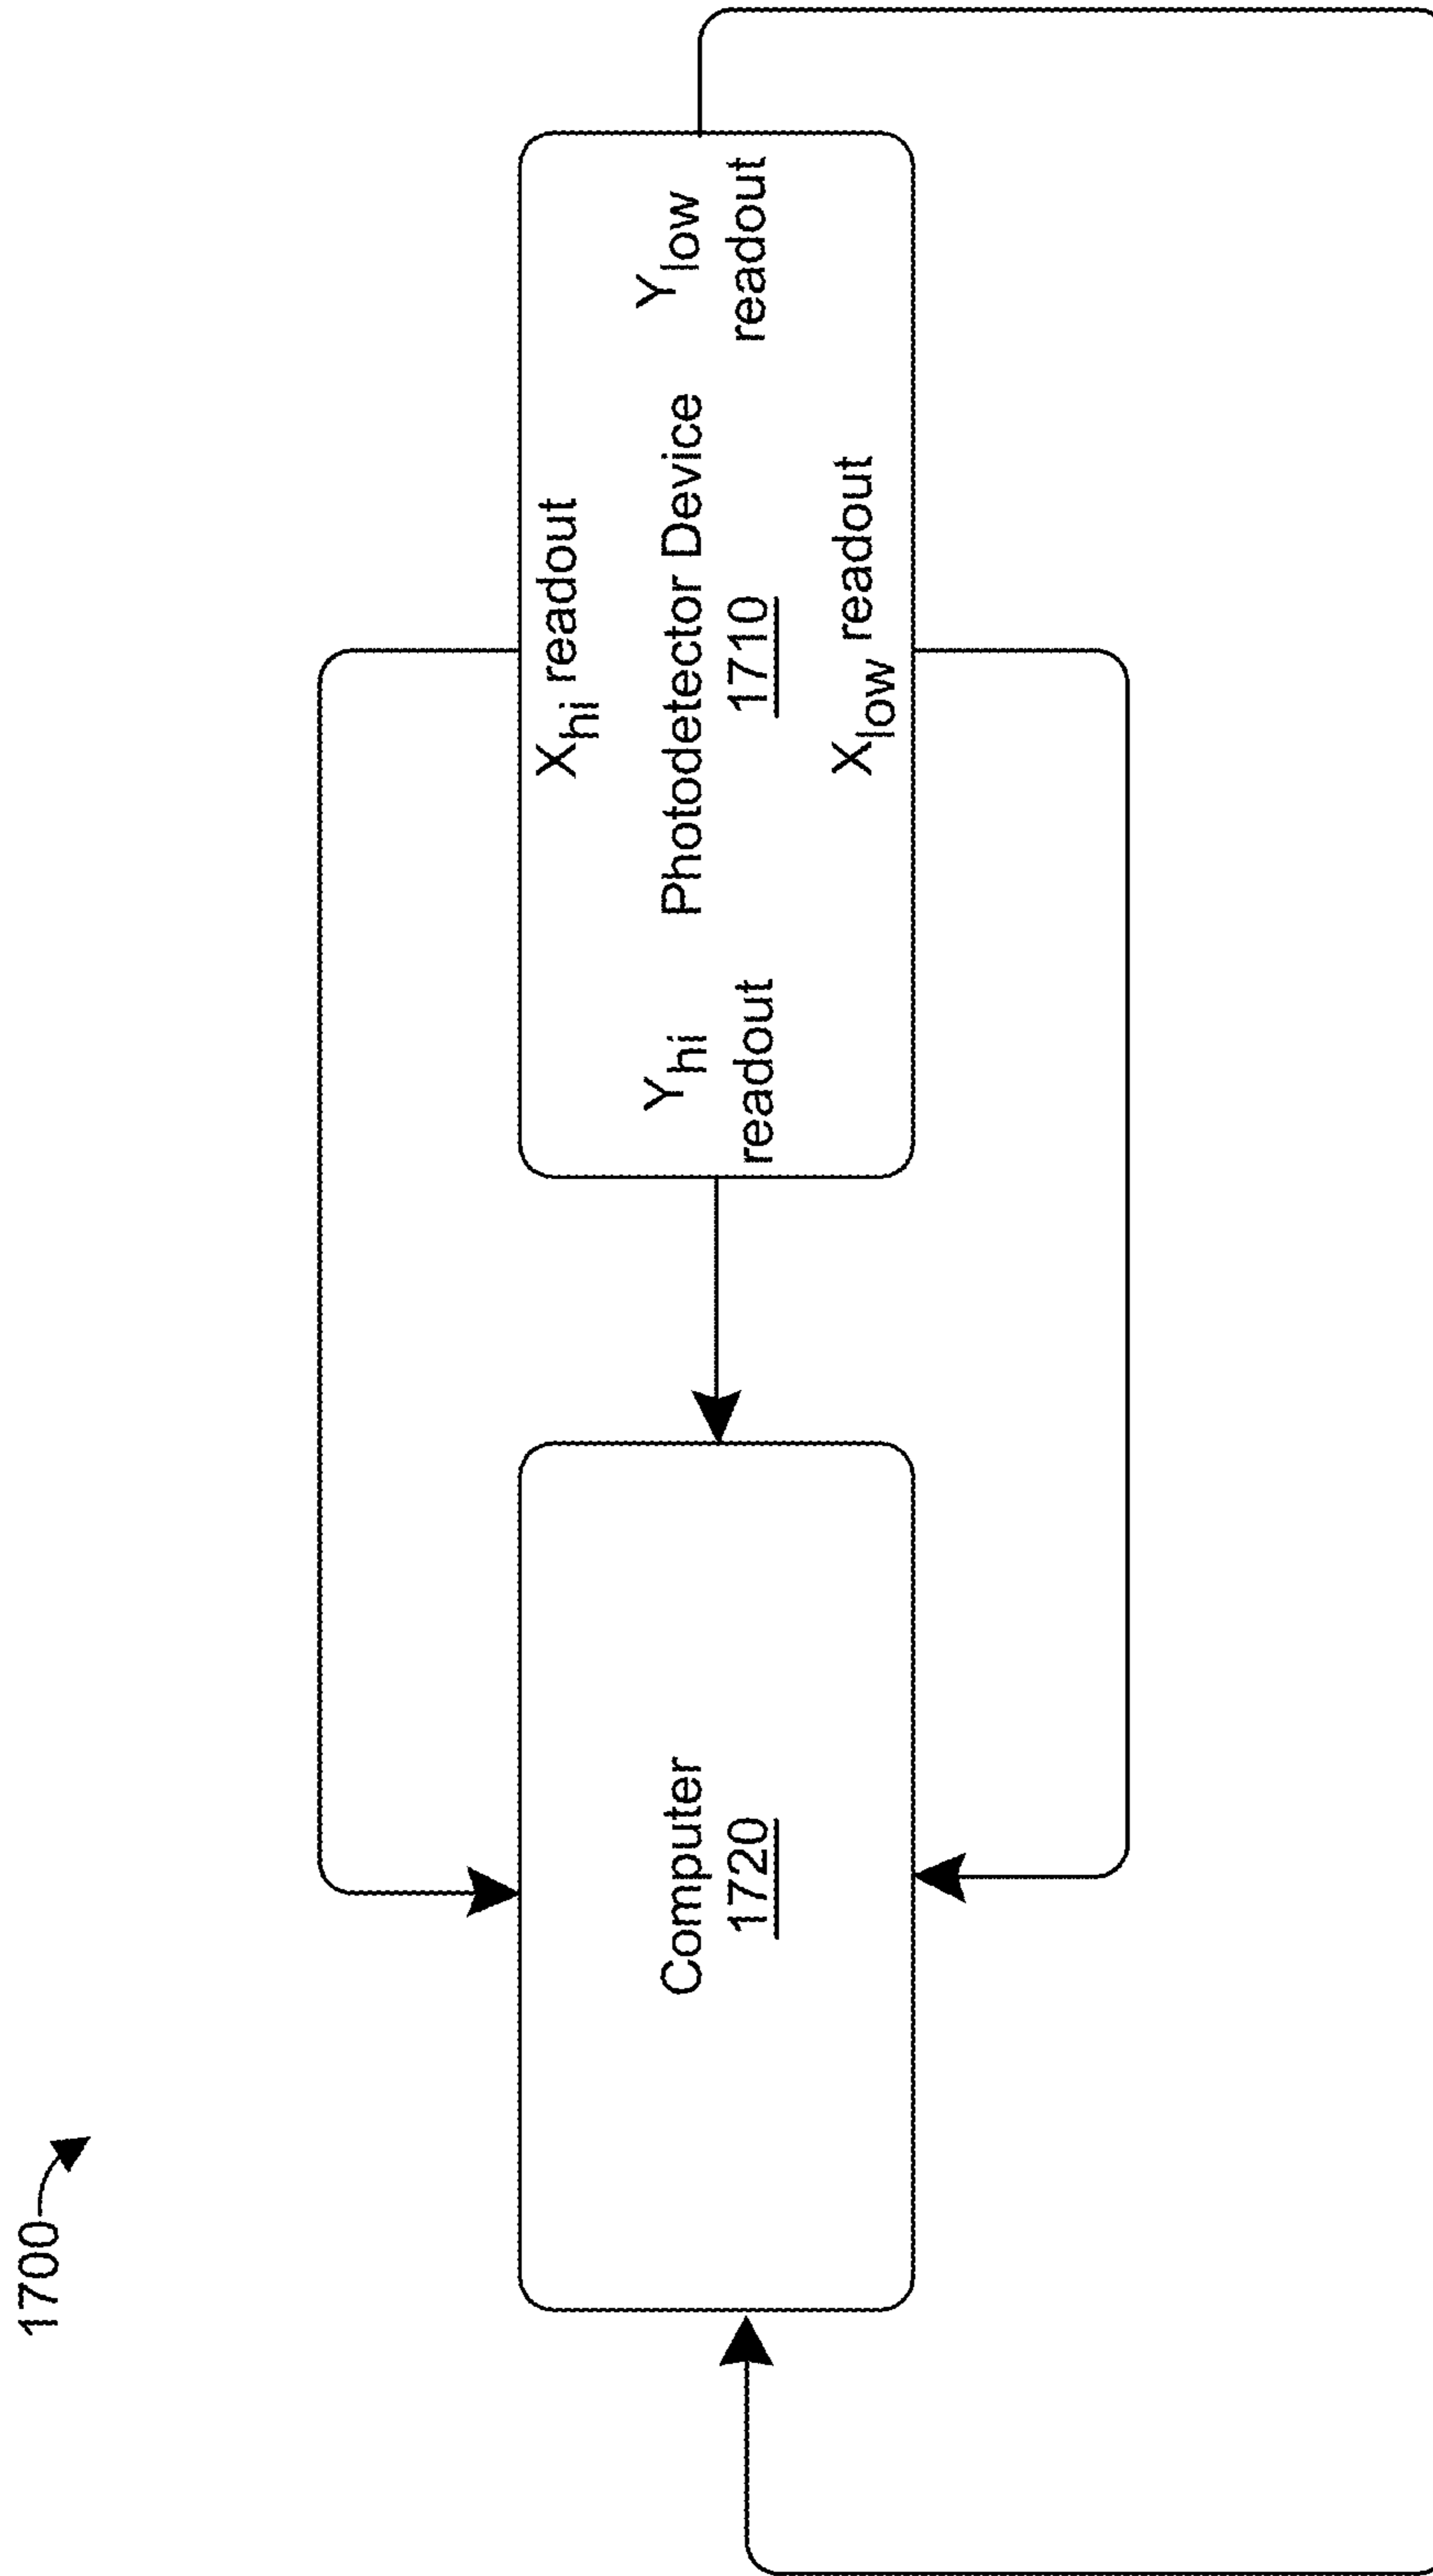 1700
Computer
1720
Xhi readout
Yhi
readout
Photodetector Device
1710
Ylow
readout
Xlow readout